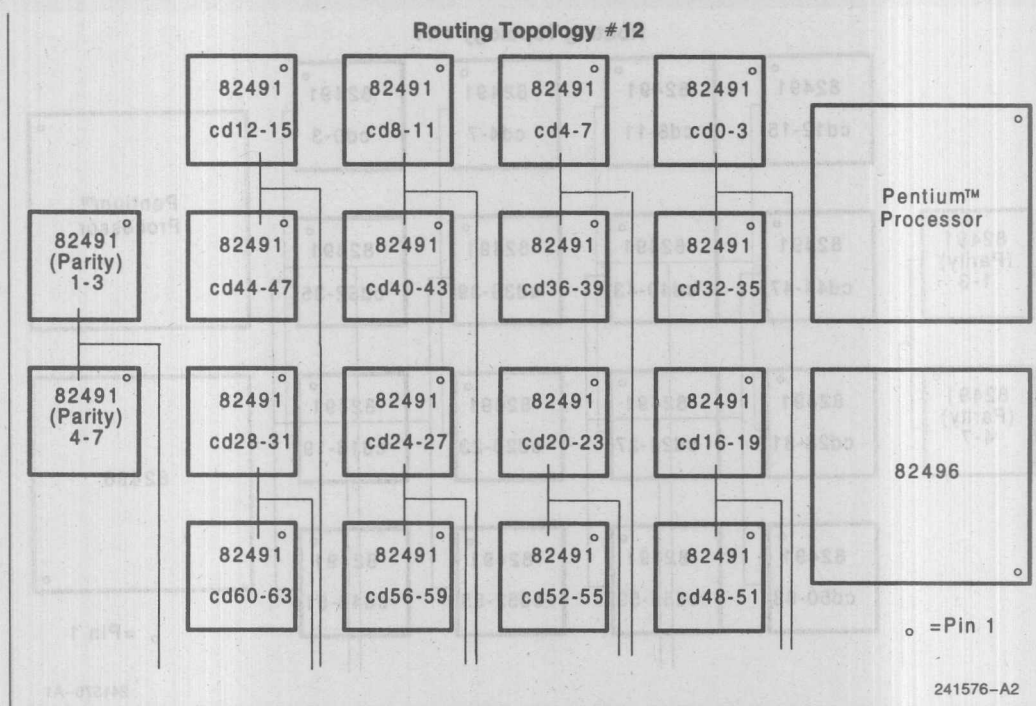 Routing Topology #12
82491
cd12-15
82491
cd8-11
82491
cd4-7
82491
cd0-3
Pentium™
Processor
82491
(Parity)
1-3
82491
cd44-47
82491
cd40-43
82491
cd36-39
82491
cd32-35
82491
(Parity)
4-7
82491
cd28-31
82491
cd24-27
82491
cd20-23
82491
cd16-19
82496
82491
cd60-63
82491
cd56-59
82491
cd52-55
82491
cd48-51
=Pin 1
241576-A2